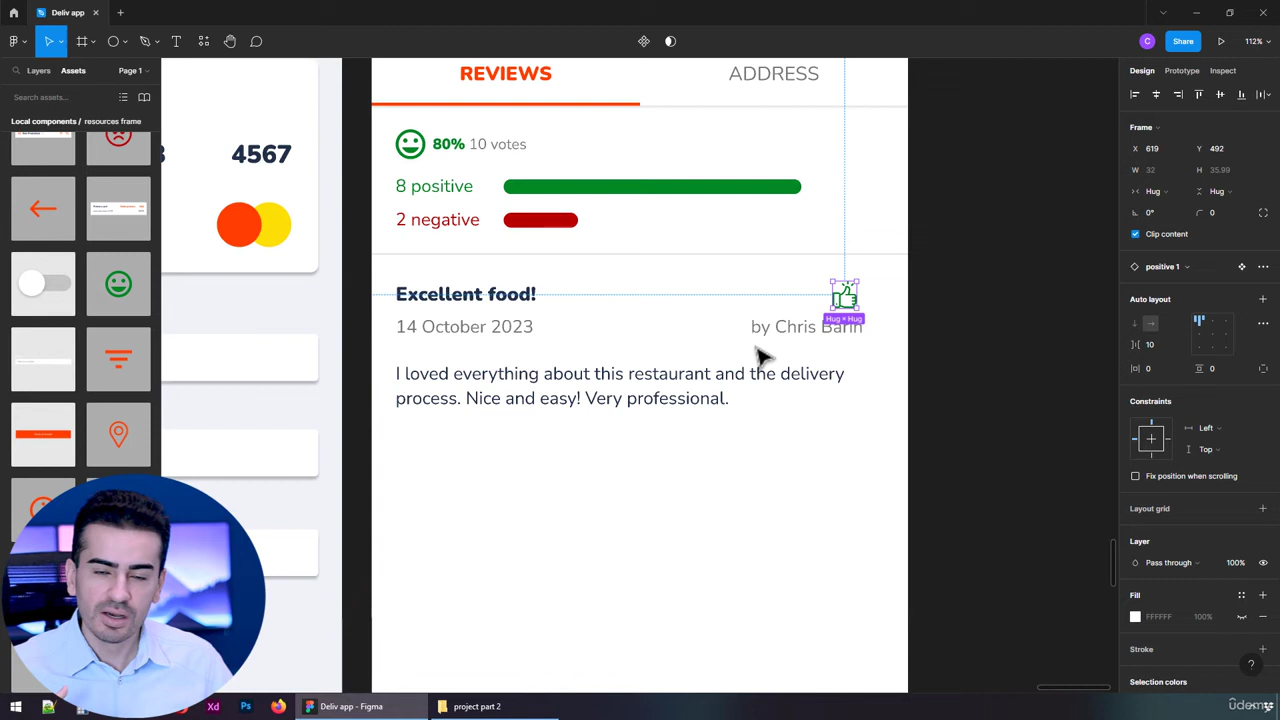 Deliv app
C
Share
112%
Layers
Assets
Page 1
Search assets...
Local components / resources frame
4567
REVIEWS
ADDRESS
80% 10 votes
8 positive
2 negative
Excellent food!
14 October 2023
Hug × Hug
I loved everything about this restaurant and the delivery
process. Nice and easy! Very professional.
Design
Prototype
Inspect
Frame
X 619
Y 492
W 32
H 35.99
Hug
Hug
0°
0
Clip content
positive 1
Auto layout
10
0
0
Constraints
Left
Top
Fix position when scrolling
Layout grid
Layer
Pass through
100%
Fill
FFFFFF
100%
Stroke
?
Selection colors
Xd
Ps
Deliv app - Figma
project part 2